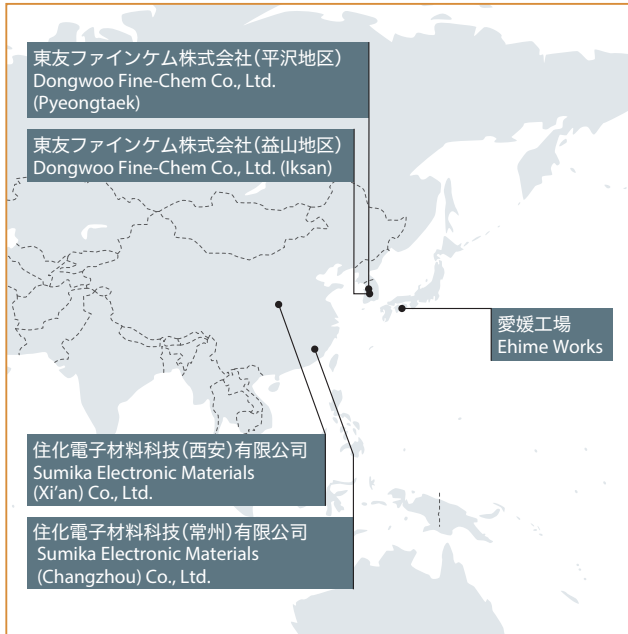 東友ファインケム株式会社(平沢地区)
Dongwoo Fine-Chem Co., Ltd.
(Pyeongtaek)
東友ファインケム株式会社(益山地区)
Dongwoo Fine-Chem Co., Ltd. (Iksan)
愛媛工場
Ehime Works
住化電子材料科技(西安)有限公司
Sumika Electronic Materials
(Xi’an) Co., Ltd.
住化電子材料科技(常州)有限公司
Sumika Electronic Materials
(Changzhou) Co., Ltd.